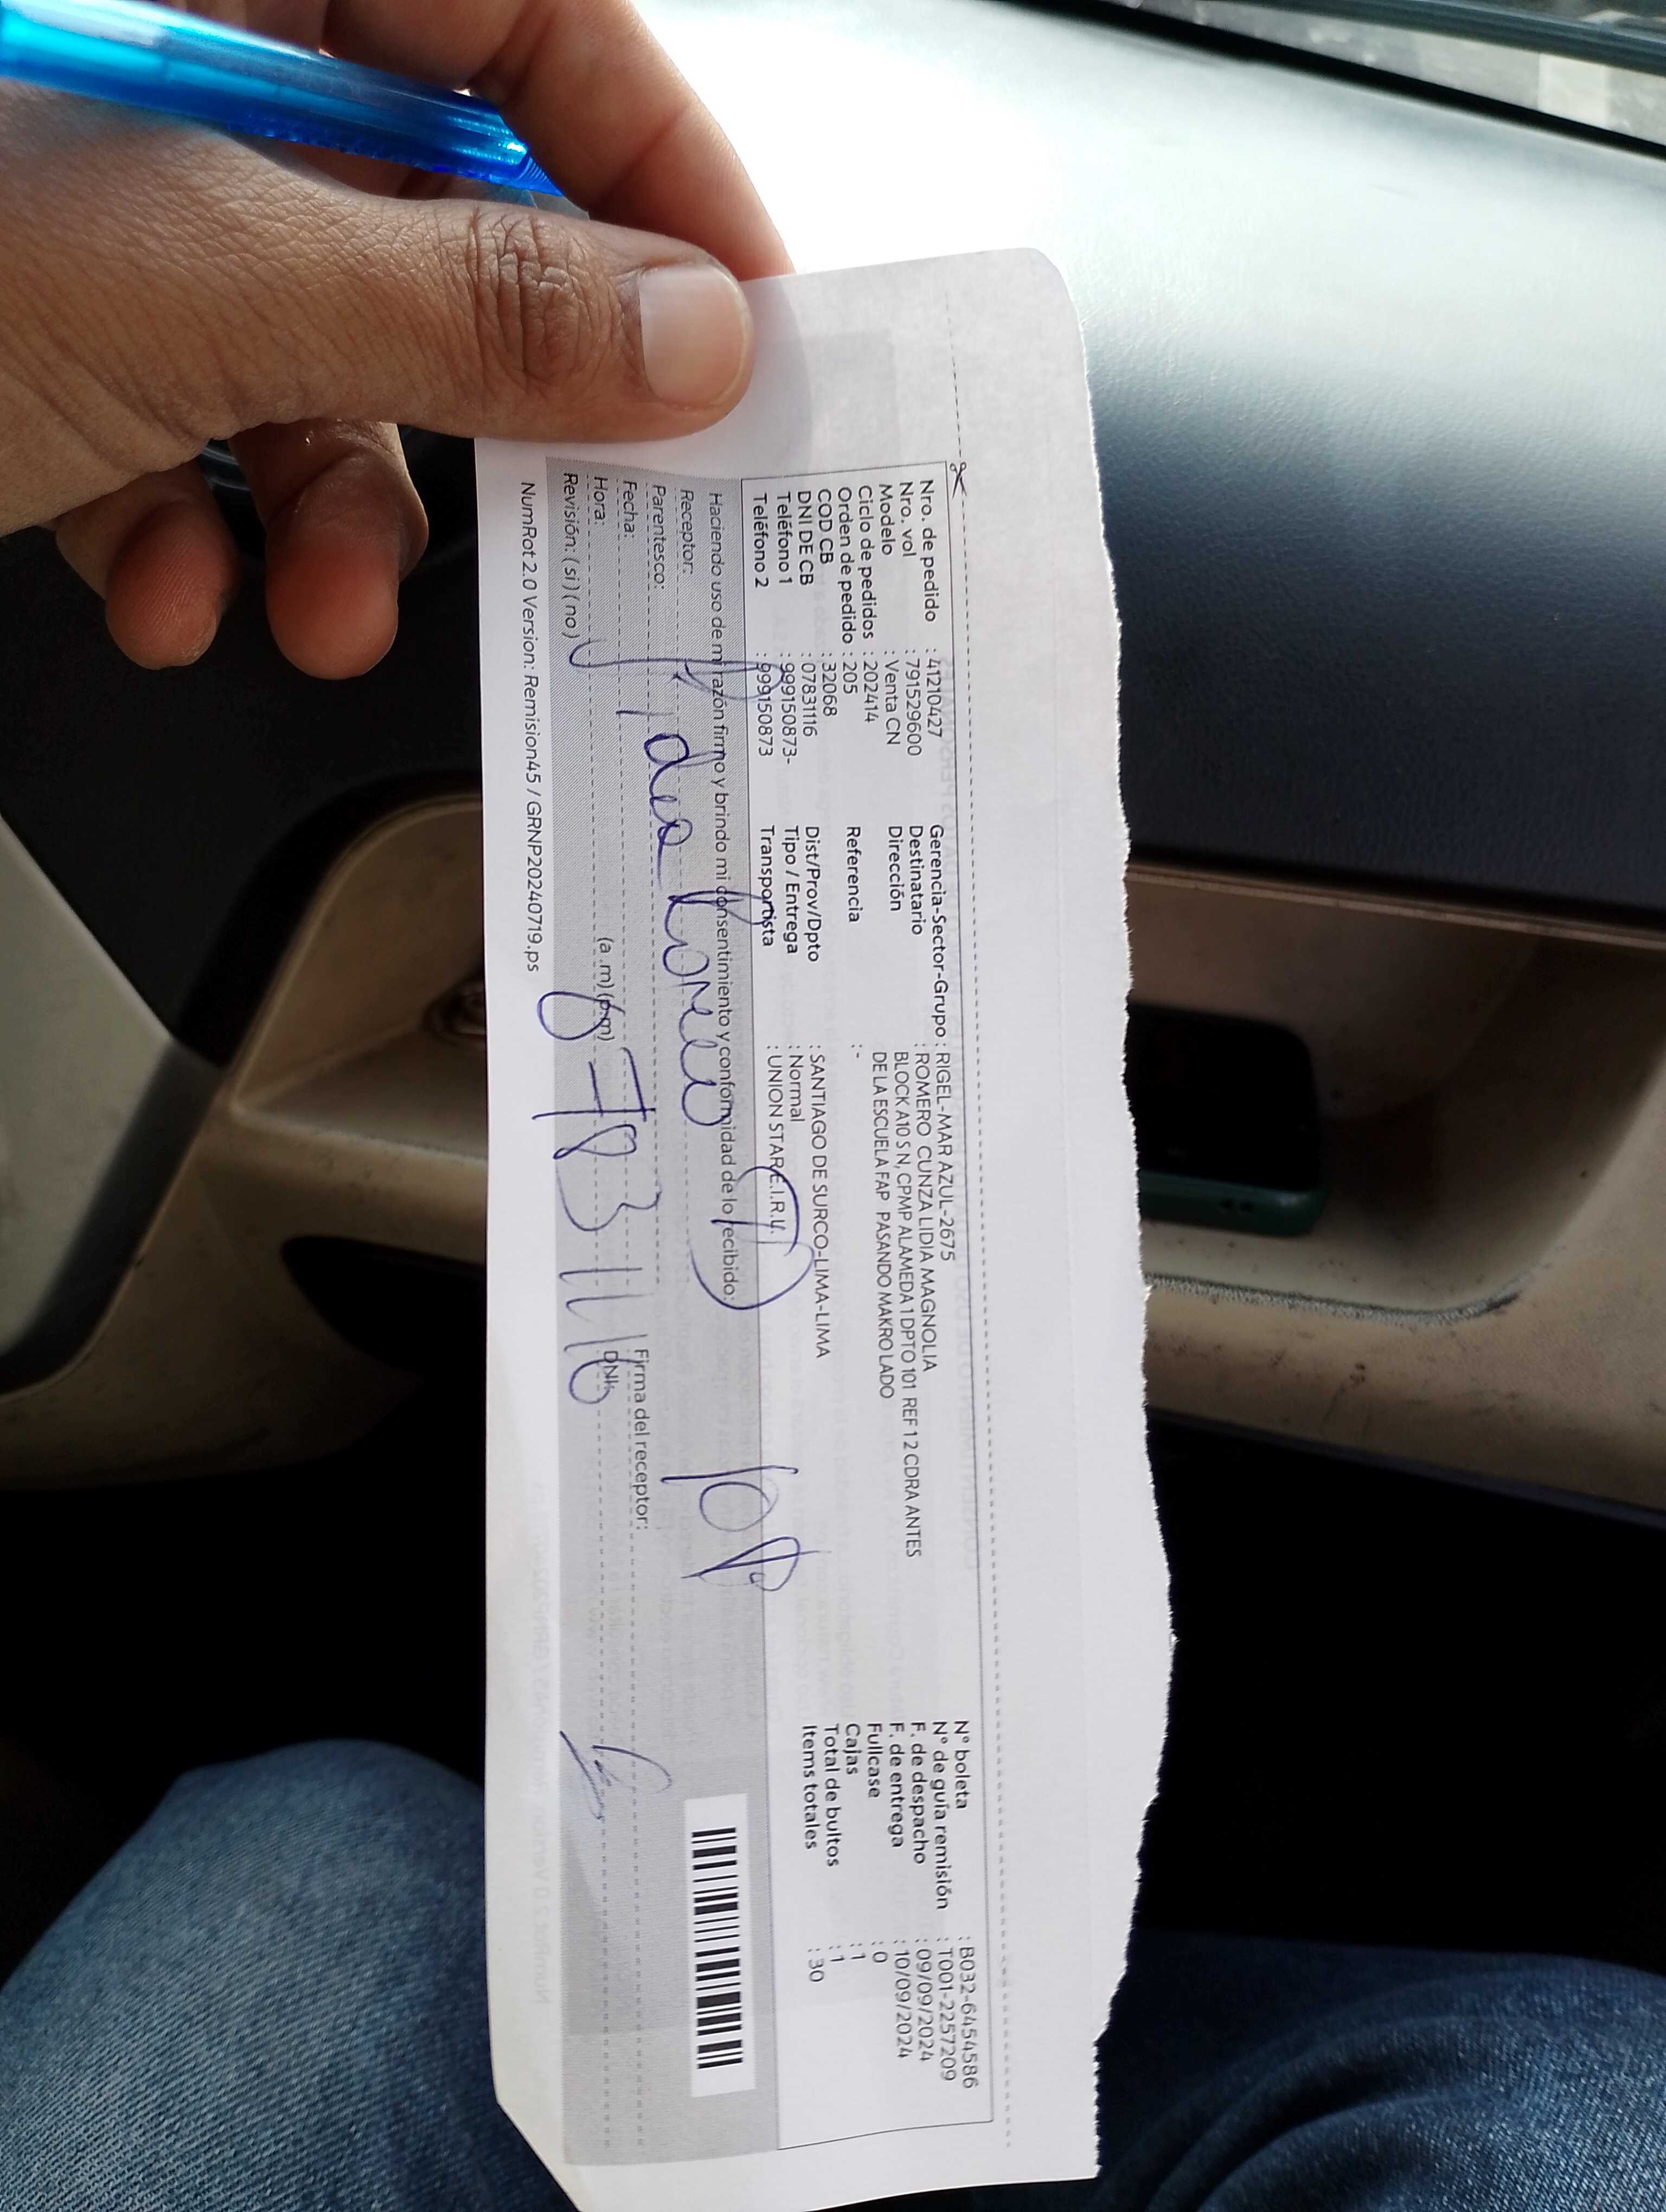 Nro. de pedido : 41210427
Nro. vol : 791529600
Modelo : Venta CN
Ciclo de pedidos : 202414
Orden de pedido : 205
COD CB : 32068
DNI DE CB : 07831116
Teléfono 1 : 999150873-
Teléfono 2 : 999150873
Gerencia-Sector-Grupo : RIGEL-MAR AZUL-2675
Destinatario : ROMERO CUNZA LIDIA MAGNOLIA
Dirección BLOCK A10 S N, CPMP ALAMEDA 1 DPTO 101 REF 12 CDRA ANTES
DE LA ESCUELA FAP PASANDO MAKRO LADO
Referencia : -
Dist/Prov/Dpto : SANTIAGO DE SURCO-LIMA-LIMA
Tipo / Entrega : Normal
Transportista : UNION STAR E.I.R.L.
N° boleta : B032-6454586
N° de guía remisión : T001-2257209
F. de despacho : 09/09/2024
F. de entrega : 10/09/2024
Fullcase : 0
Cajas : 1
Total de bultos : 1
Items totales : 30
Haciendo uso de mi razón firmo y brindo mi consentimiento y conformidad de lo recibido:
Receptor:
Parentesco:
Fecha:
Hora: (a.m) (p.m)
Revisión: (si) (no)
Firma del receptor:
DNI:
07831116
NumRot 2.0 Version: Remision45 / GRNP20240719.ps